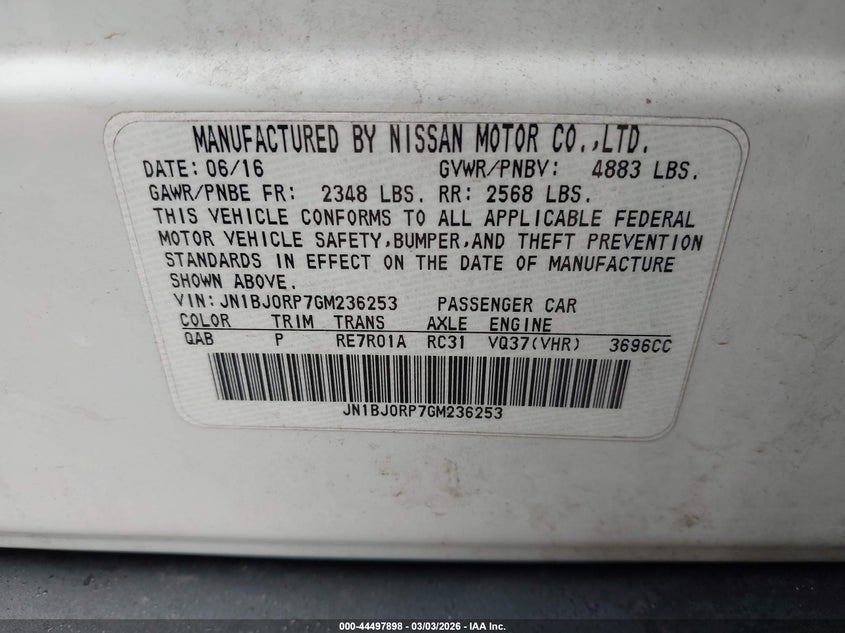 MANUFACTURED BY NISSAN MOTOR CO.,LTD.
DATE: 06/16 GVWR/PNBV: 4883 LBS.
GAWR/PNBE FR: 2348 LBS. RR: 2568 LBS.
THIS VEHICLE CONFORMS TO ALL APPLICABLE FEDERAL
MOTOR VEHICLE SAFETY,BUMPER,AND THEFT PREVENTION
STANDARDS IN EFFECT ON THE DATE OF MANUFACTURE
SHOWN ABOVE.
VIN: JN1BJ0RP7GM236253 PASSENGER CAR
COLOR TRIM TRANS AXLE ENGINE
QAB P RE7R01A RC31 VQ37(VHR) 3696CC
JN1BJ0RP7GM236253
000-44497898 - 03/03/2026 - IAA Inc.